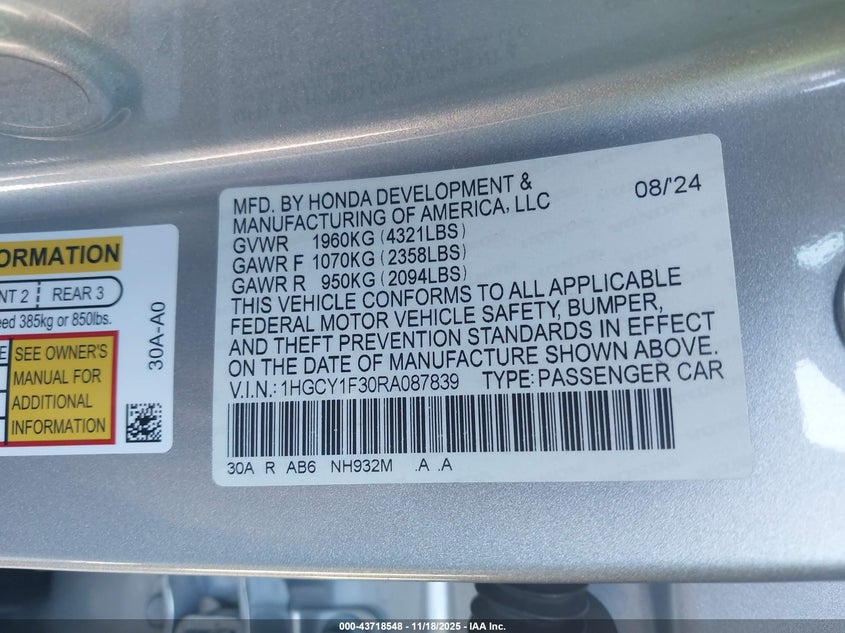 MFD. BY HONDA DEVELOPMENT & 08/'24
MANUFACTURING OF AMERICA, LLC
GVWR 1960KG (4321LBS)
GAWR F 1070KG (2358LBS)
GAWR R 950KG (2094LBS)
THIS VEHICLE CONFORMS TO ALL APPLICABLE
FEDERAL MOTOR VEHICLE SAFETY, BUMPER,
AND THEFT PREVENTION STANDARDS IN EFFECT
ON THE DATE OF MANUFACTURE SHOWN ABOVE.
V.I.N.: 1HGCY1F30RA087839 TYPE: PASSENGER CAR
30A R AB6 NH932M .A .A
ORMATION
NT 2 REAR 3
eed 385kg or 850lbs.
SEE OWNER'S
MANUAL FOR
ADDITIONAL
INFORMATION
30A-A0
000-43718548 - 11/18/2025 - IAA Inc.